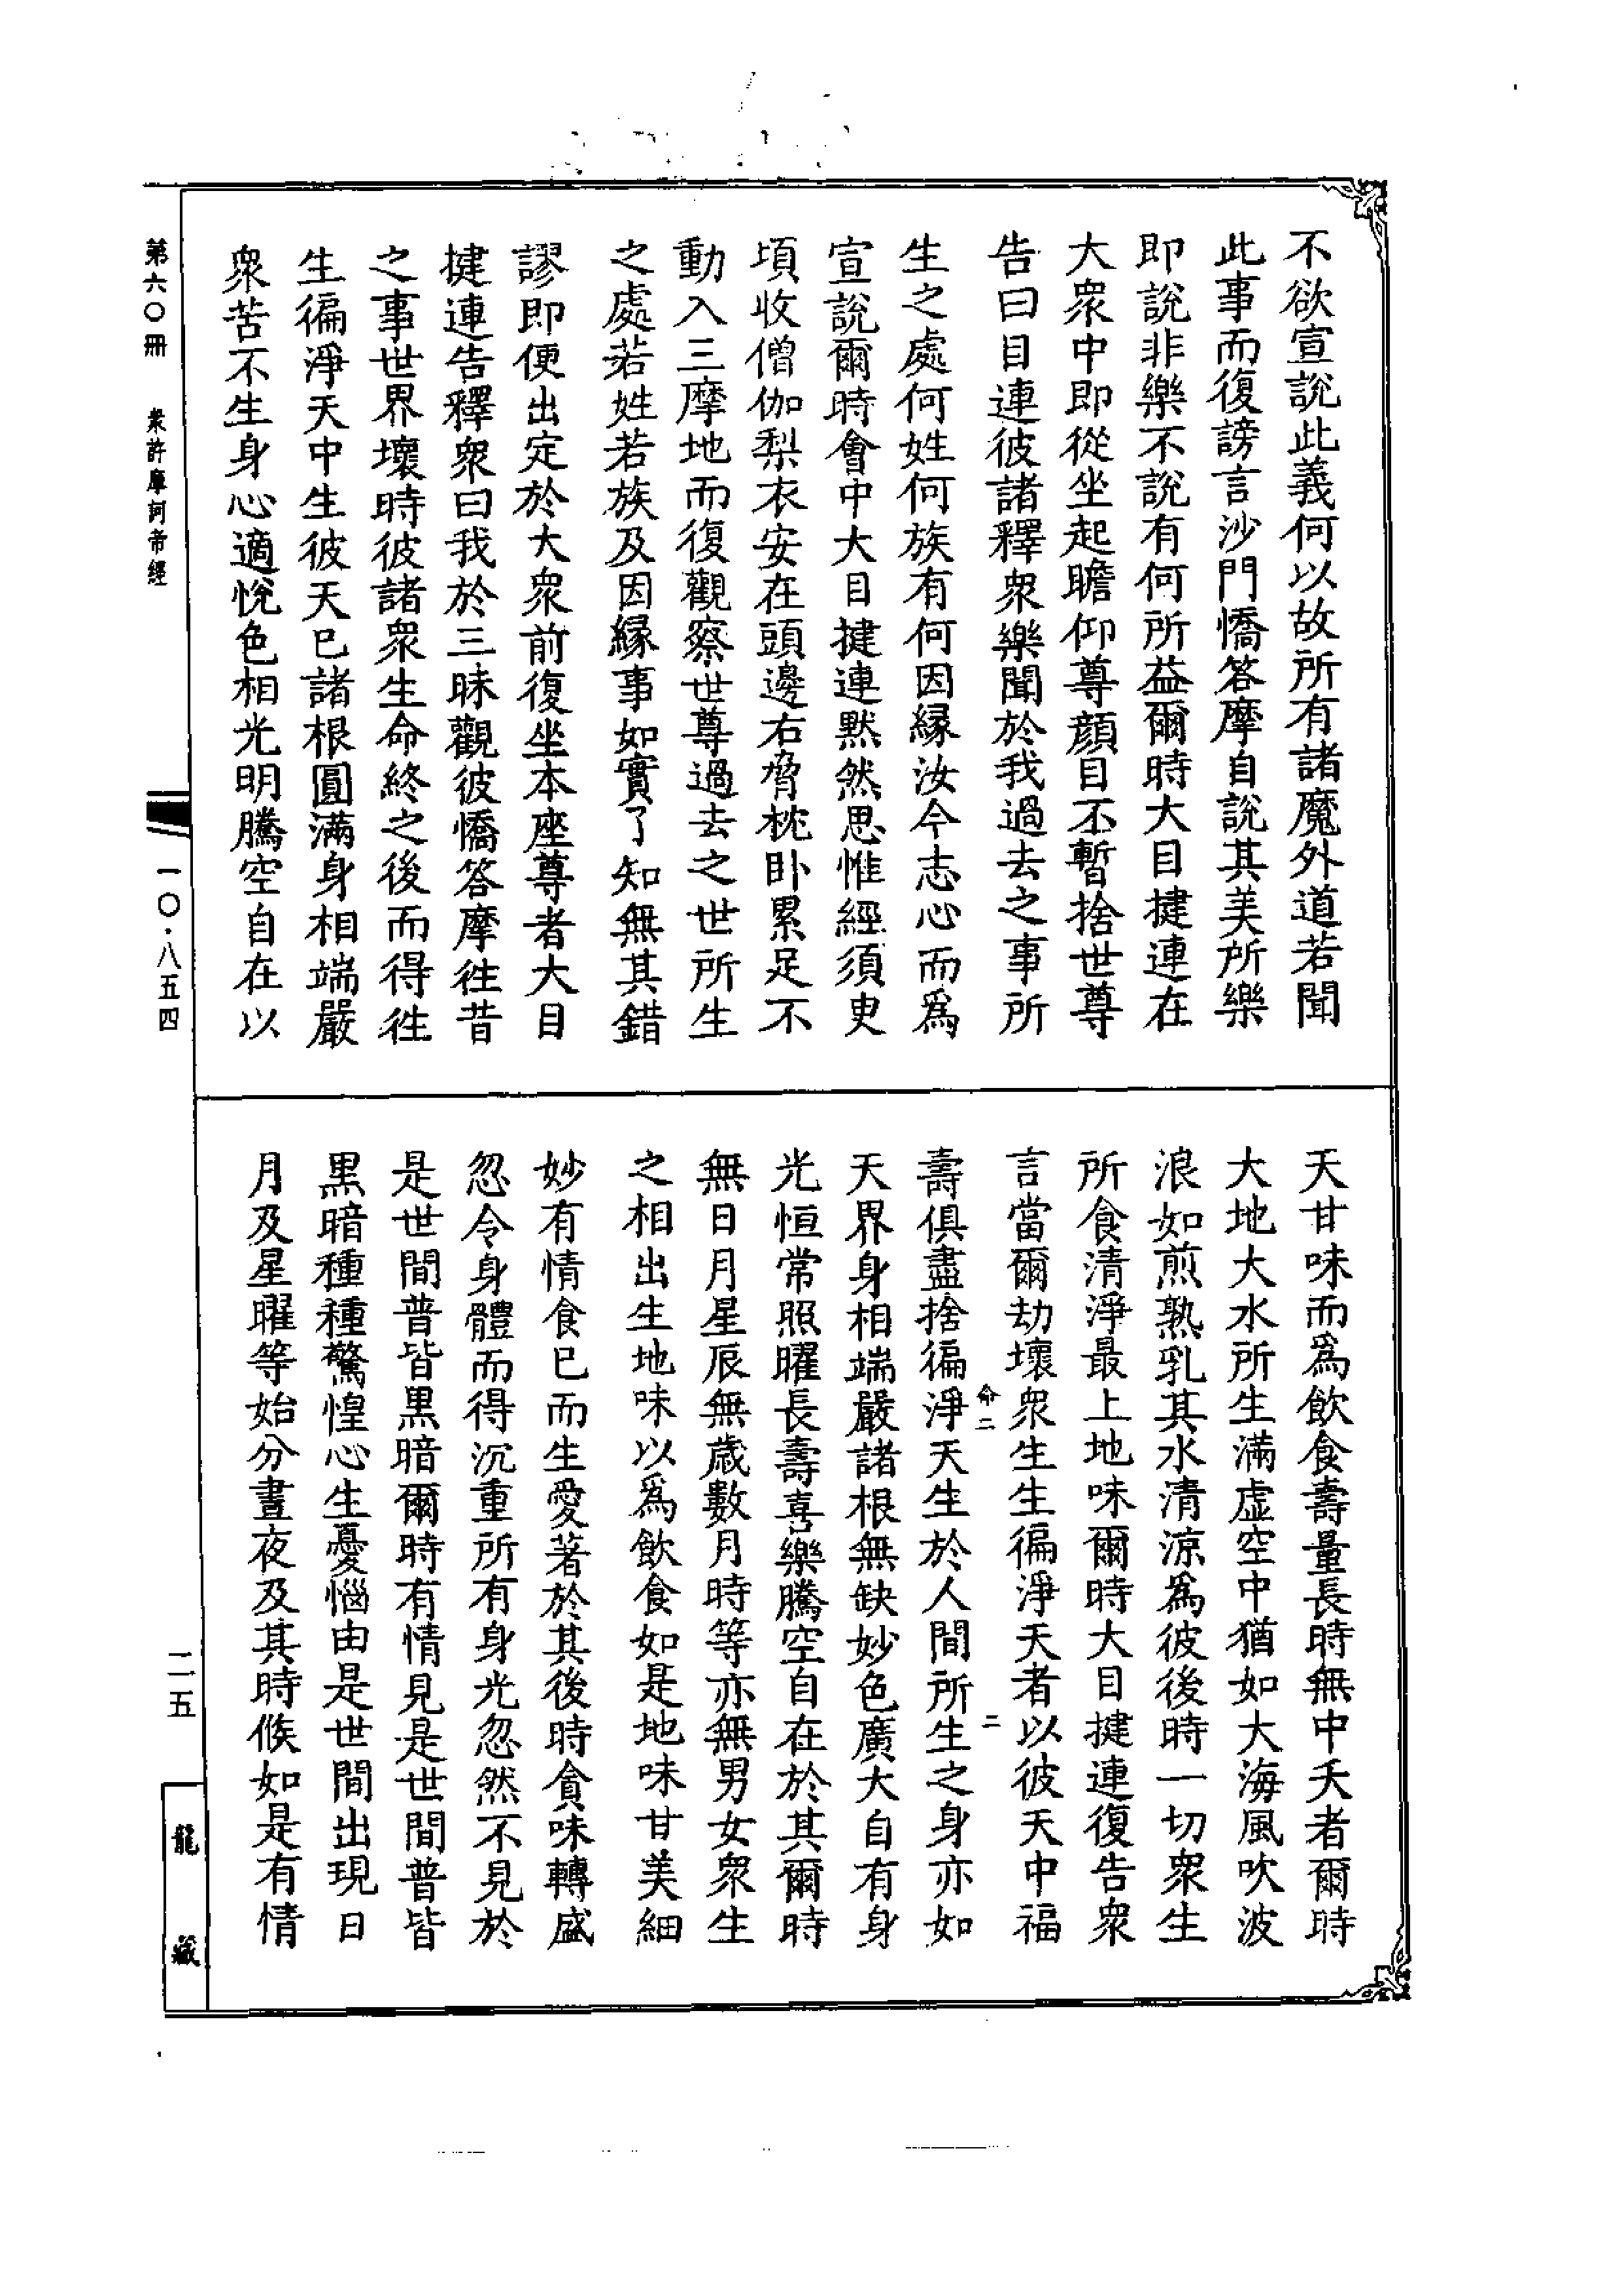 不欲宣說此義何以故所有諸魔外道若聞
此事而復謗言沙門憍答摩自說其美所樂
即說非樂不說有何所益爾時大目揵連在
大衆中即從坐起瞻仰尊顔目不暫捨世尊
告曰目連彼諸釋衆樂聞於我過去之事所
生之處何姓何族有何因緣汝今志心而爲
宣說爾時會中大目揵連默然思惟經須臾
頃收僧伽梨衣安在頭邊右脅枕卧累足不
動入三摩地而復觀察世尊過去之世所生
之處若姓若族及因緣事如實了知無其錯
謬即便出定於大衆前復坐本座尊者大目
揵連告釋衆曰我於三昧觀彼憍答摩徃昔
之事世界壞時彼諸衆生命終之後而得徃
生徧淨天中生彼天已諸根圓滿身相端嚴
衆苦不生身心適悅色相光明騰空自在以
天甘味而爲飲食壽量長時無中夭者爾時
大地大水所生滿虛空中猶如大海風吹波
浪如煎熟乳其水清涼爲彼後時一切衆生
所食清淨最上地味爾時大目揵連復告衆
言當爾劫壞衆生生徧淨天者以彼天中福
俞二 二
壽俱盡捨徧淨天生於人間所生之身亦如
天界身相端嚴諸根無缺妙色廣大自有身
光恒常照曜長壽喜樂騰空自在於其爾時
無日月星辰無歲數月時等亦無男女衆生
之相出生地味以爲飲食如是地味甘美細
妙有情食已而生愛著於其後時貪味轉盛
忽令身體而得沉重所有身光忽然不見於
是世間普皆黒暗爾時有情見是世間普皆
黒暗種種驚惶心生憂惱由是世間出現日
月及星曜等始分晝夜及其時候如是有情
第六〇冊 衆許摩訶帝經
一〇·八五四
二五
龍藏